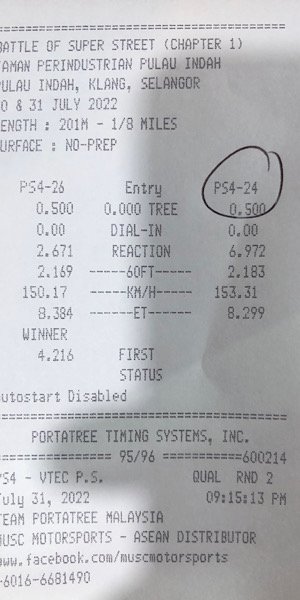 BATTLE OF SUPER STREET (CHAPTER 1)
TAMAN PERINDUSTRIAN PULAU INDAH
PULAU INDAH, KLANG, SELANGOR
30 & 31 JULY 2022
LENGTH : 201M - 1/8 MILES
SURFACE : NO-PREP
PS4-26 Entry PS4-24
0.500 0.000 TREE 0.500
0.00 DIAL-IN 0.00
2.671 REACTION 6.972
2.169 -----60FT----- 2.183
150.17 -----KM/H----- 153.31
8.384 ------ET------ 8.299
WINNER
4.216 FIRST
STATUS
Autostart Disabled
PORTATREE TIMING SYSTEMS, INC.
================ 95/96 ===========600214
PS4 - VTEC P.S. QUAL RND 2
July 31, 2022 09:15:13 PM
TEAM PORTATREE MALAYSIA
MUSC MOTORSPORTS - ASEAN DISTRIBUTOR
www.facebook.com/muscmotorsports
-6016-6681490